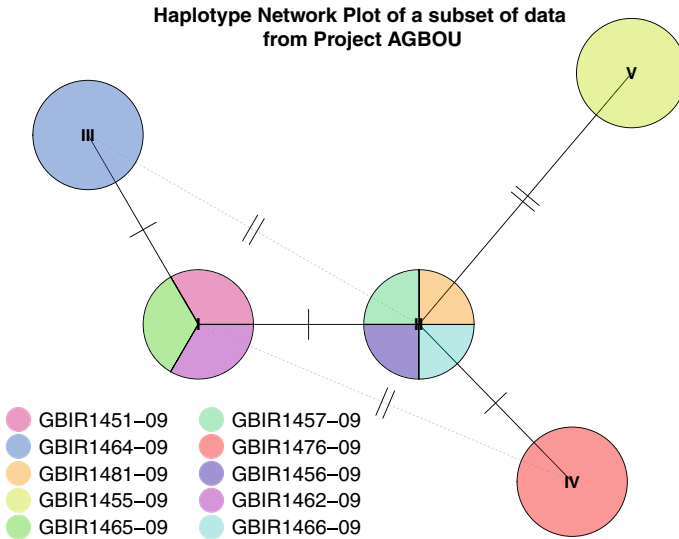 Haplotype Network Plot of a subset of data
from Project AGBOU
V
III
I
II
IV
GBIR1451−09
GBIR1464−09
GBIR1481−09
GBIR1455−09
GBIR1465−09
GBIR1457−09
GBIR1476−09
GBIR1456−09
GBIR1462−09
GBIR1466−09